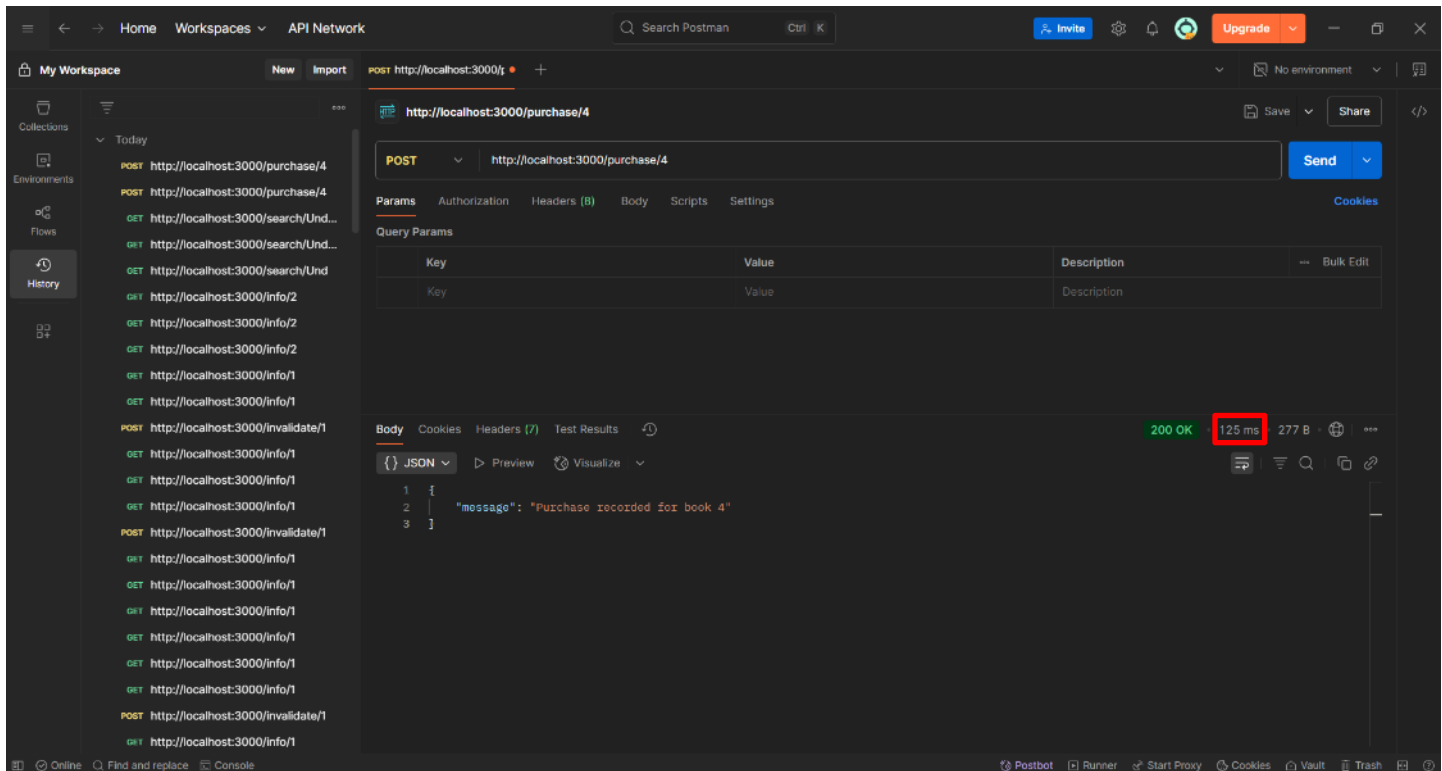 Home Workspaces API Network Search Postman Ctrl K Invite Upgrade
My Workspace New Import POST http://localhost:3000/p No environment
Collections
Environments
Flows
History
Today
POST http://localhost:3000/purchase/4
POST http://localhost:3000/purchase/4
GET http://localhost:3000/search/Und...
GET http://localhost:3000/search/Und...
GET http://localhost:3000/search/Und
GET http://localhost:3000/info/2
GET http://localhost:3000/info/2
GET http://localhost:3000/info/2
GET http://localhost:3000/info/1
GET http://localhost:3000/info/1
POST http://localhost:3000/invalidate/1
GET http://localhost:3000/info/1
GET http://localhost:3000/info/1
GET http://localhost:3000/info/1
POST http://localhost:3000/invalidate/1
GET http://localhost:3000/info/1
GET http://localhost:3000/info/1
GET http://localhost:3000/info/1
GET http://localhost:3000/info/1
GET http://localhost:3000/info/1
GET http://localhost:3000/info/1
POST http://localhost:3000/invalidate/1
GET http://localhost:3000/info/1
HTTP http://localhost:3000/purchase/4 Save Share
POST http://localhost:3000/purchase/4 Send
Params Authorization Headers (8) Body Scripts Settings Cookies
Query Params
Key Value Description Bulk Edit
Key Value Description
Body Cookies Headers (7) Test Results 200 OK 125 ms 277 B
{} JSON Preview Visualize
1 {
2 "message": "Purchase recorded for book 4"
3 }
Online Find and replace Console Postbot Runner Start Proxy Cookies Vault Trash